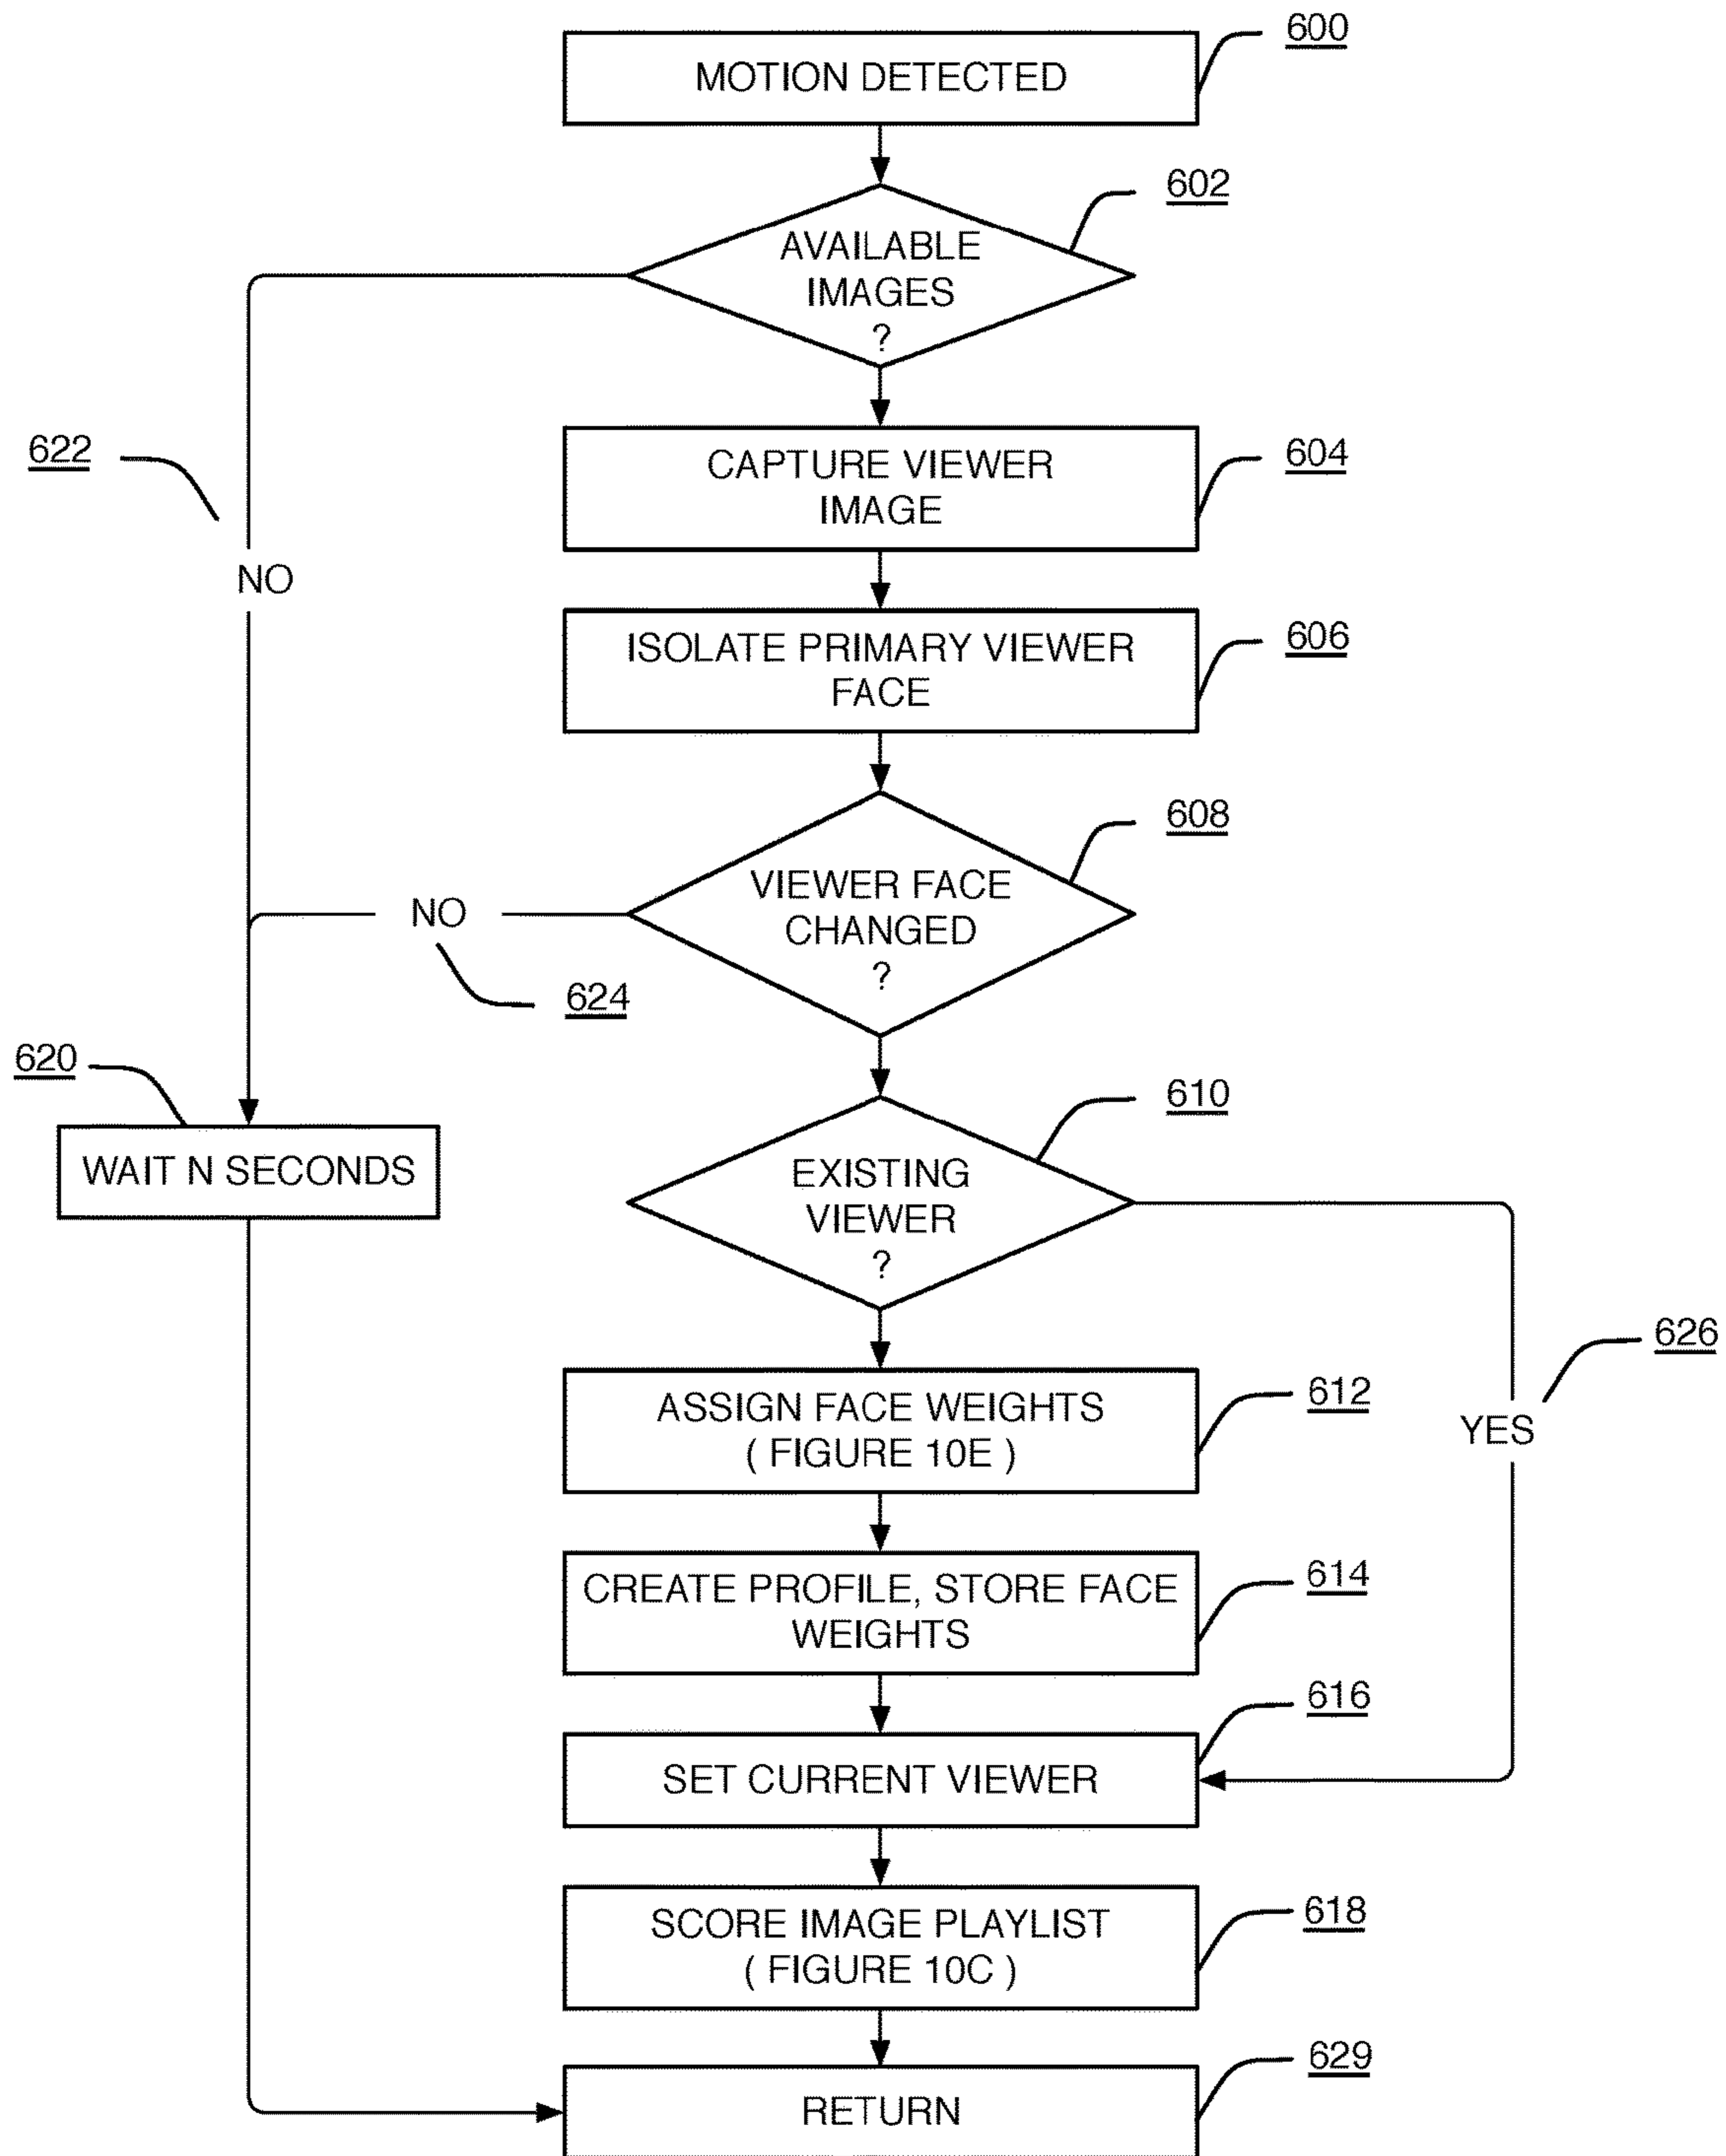 600
MOTION DETECTED
602
AVAILABLE
IMAGES
?
604
CAPTURE VIEWER
IMAGE
622
NO
606
ISOLATE PRIMARY VIEWER
FACE
608
VIEWER FACE
CHANGED
?
NO
624
620
WAIT N SECONDS
610
EXISTING
VIEWER
?
626
YES
612
ASSIGN FACE WEIGHTS
( FIGURE 10E )
614
CREATE PROFILE, STORE FACE
WEIGHTS
616
SET CURRENT VIEWER
618
SCORE IMAGE PLAYLIST
( FIGURE 10C )
629
RETURN